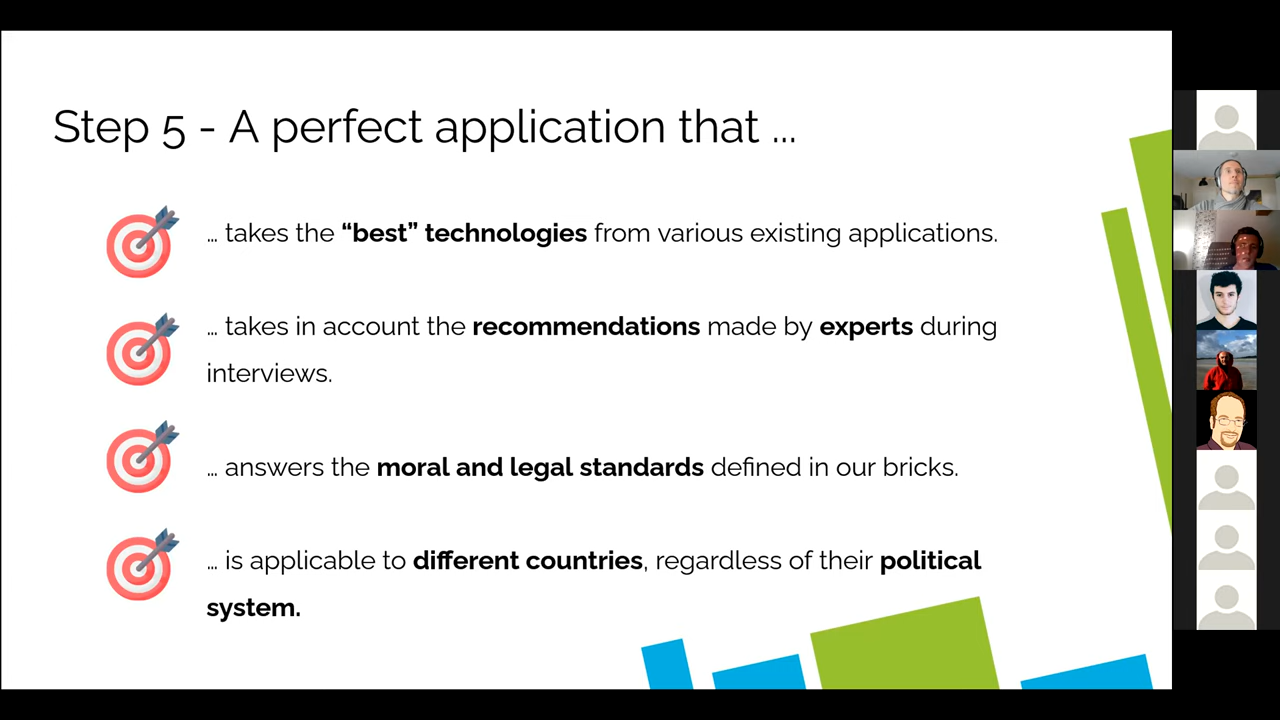 Step 5 - A perfect application that ...
... takes the “best” technologies from various existing applications.
... takes in account the recommendations made by experts during
interviews.
... answers the moral and legal standards defined in our bricks.
... is applicable to different countries, regardless of their political
system.